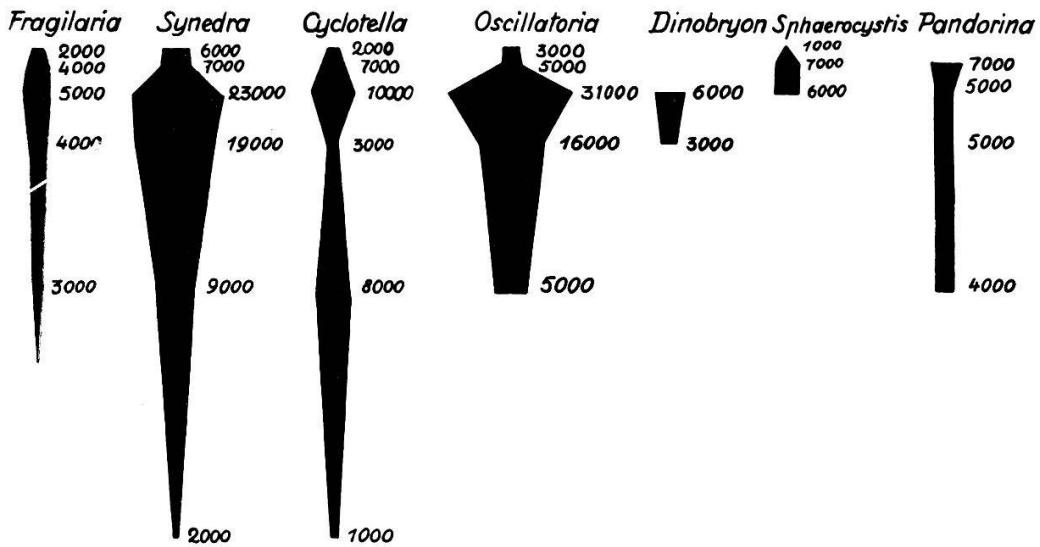 Fragilaria Synedra Cyclotella Oscillatoria Dinobryon Sphaerocystis Pandorina
2000 6000 2000 3000 1000
4000 7000 7000 5000 7000 7000
5000 23000 10000 31000 6000 6000 5000
4000 19000 3000 16000 3000 5000
3000 9000 8000 5000 4000
2000 1000